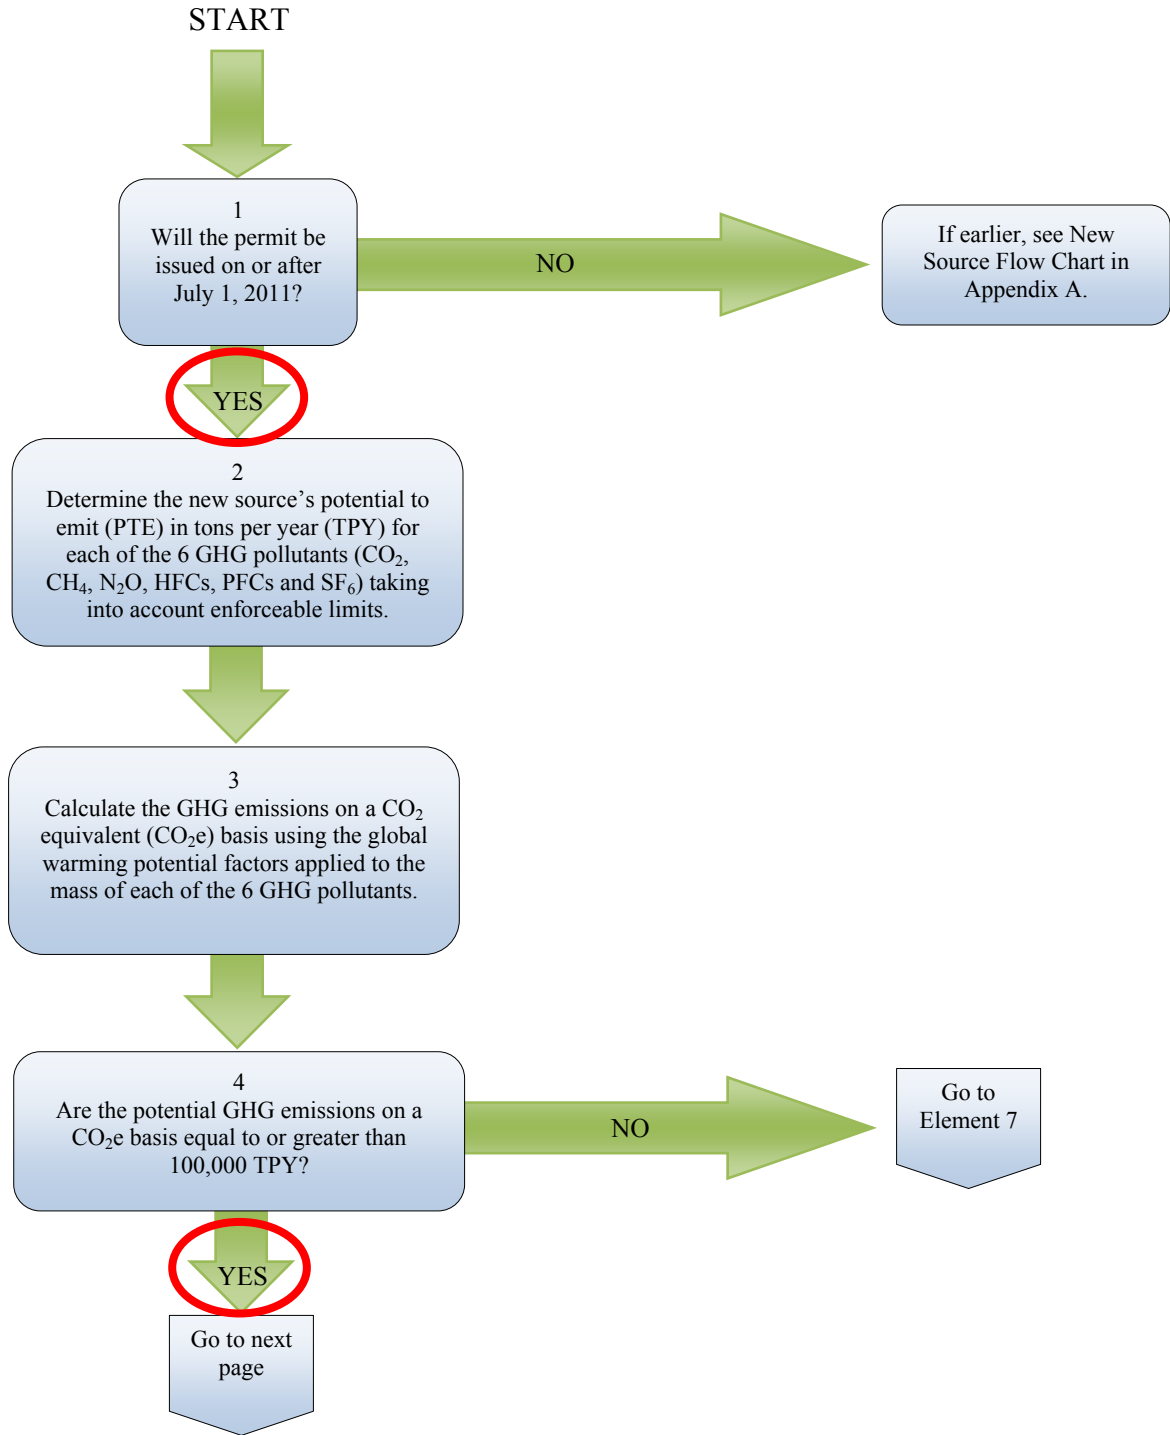 START
1
Will the permit be
issued on or after
July 1, 2011?
NO
If earlier, see New
Source Flow Chart in
Appendix A.
YES
2
Determine the new source’s potential to
emit (PTE) in tons per year (TPY) for
each of the 6 GHG pollutants (CO₂,
CH₄, N₂O, HFCs, PFCs and SF₆) taking
into account enforceable limits.
3
Calculate the GHG emissions on a CO₂
equivalent (CO₂e) basis using the global
warming potential factors applied to the
mass of each of the 6 GHG pollutants.
4
Are the potential GHG emissions on a
CO₂e basis equal to or greater than
100,000 TPY?
NO
Go to
Element 7
YES
Go to next
page